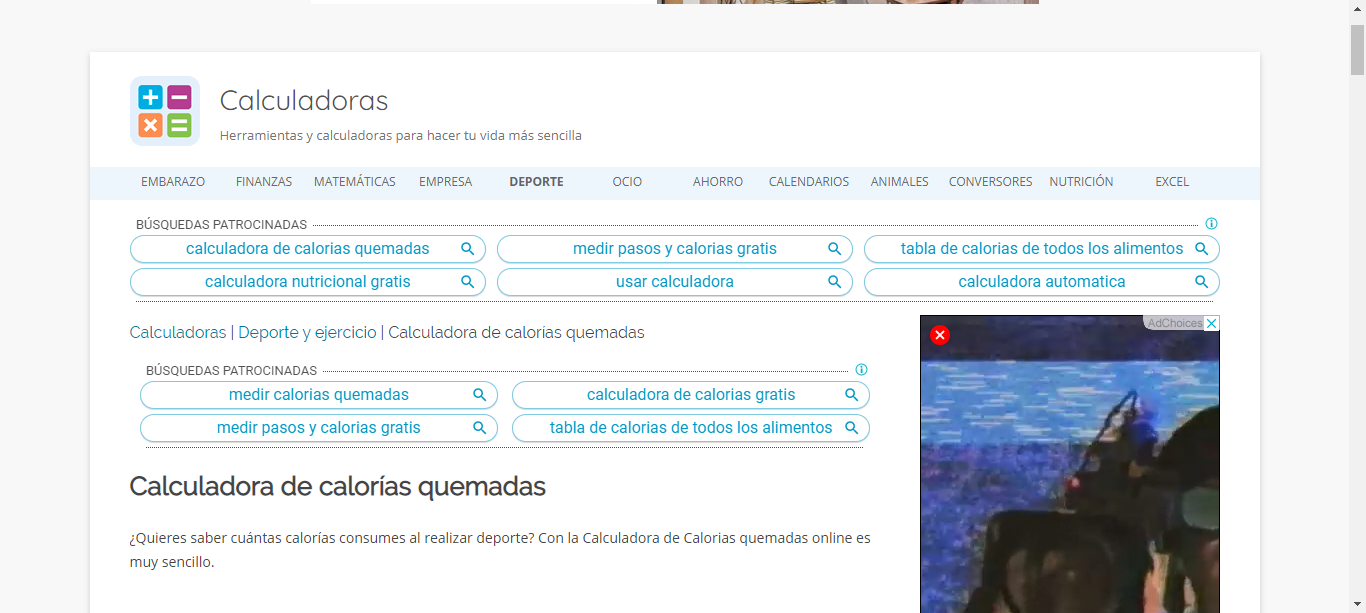 Calculadoras
Herramientas y calculadoras para hacer tu vida más sencilla
EMBARAZO FINANZAS MATEMÁTICAS EMPRESA DEPORTE OCIO AHORRO CALENDARIOS ANIMALES CONVERSORES NUTRICIÓN EXCEL
BÚSQUEDAS PATROCINADAS
calculadora de calorias quemadas medir pasos y calorias gratis tabla de calorias de todos los alimentos
calculadora nutricional gratis usar calculadora calculadora automatica
Calculadoras | Deporte y ejercicio | Calculadora de calorías quemadas
AdChoices
BÚSQUEDAS PATROCINADAS
medir calorias quemadas calculadora de calorias gratis
medir pasos y calorias gratis tabla de calorias de todos los alimentos
Calculadora de calorías quemadas
¿Quieres saber cuántas calorías consumes al realizar deporte? Con la Calculadora de Calorias quemadas online es
muy sencillo.